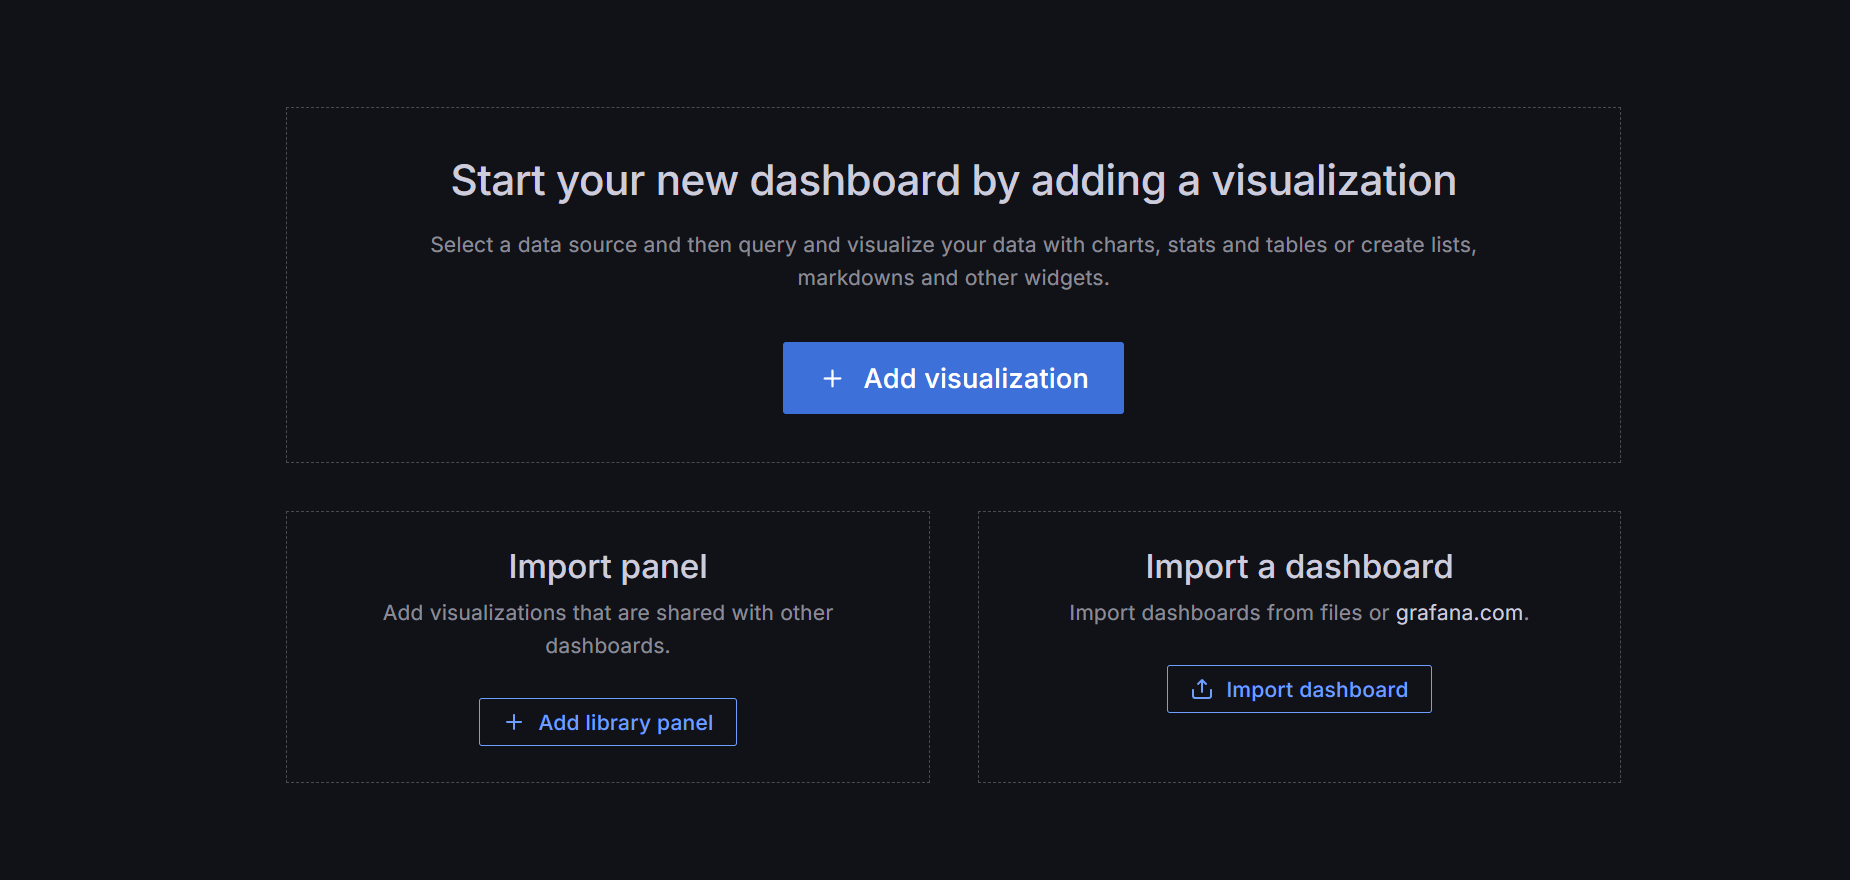 Start your new dashboard by adding a visualization
Select a data source and then query and visualize your data with charts, stats and tables or create lists,
markdowns and other widgets.
+ Add visualization
Import panel
Add visualizations that are shared with other
dashboards.
+ Add library panel
Import a dashboard
Import dashboards from files or grafana.com.
Import dashboard